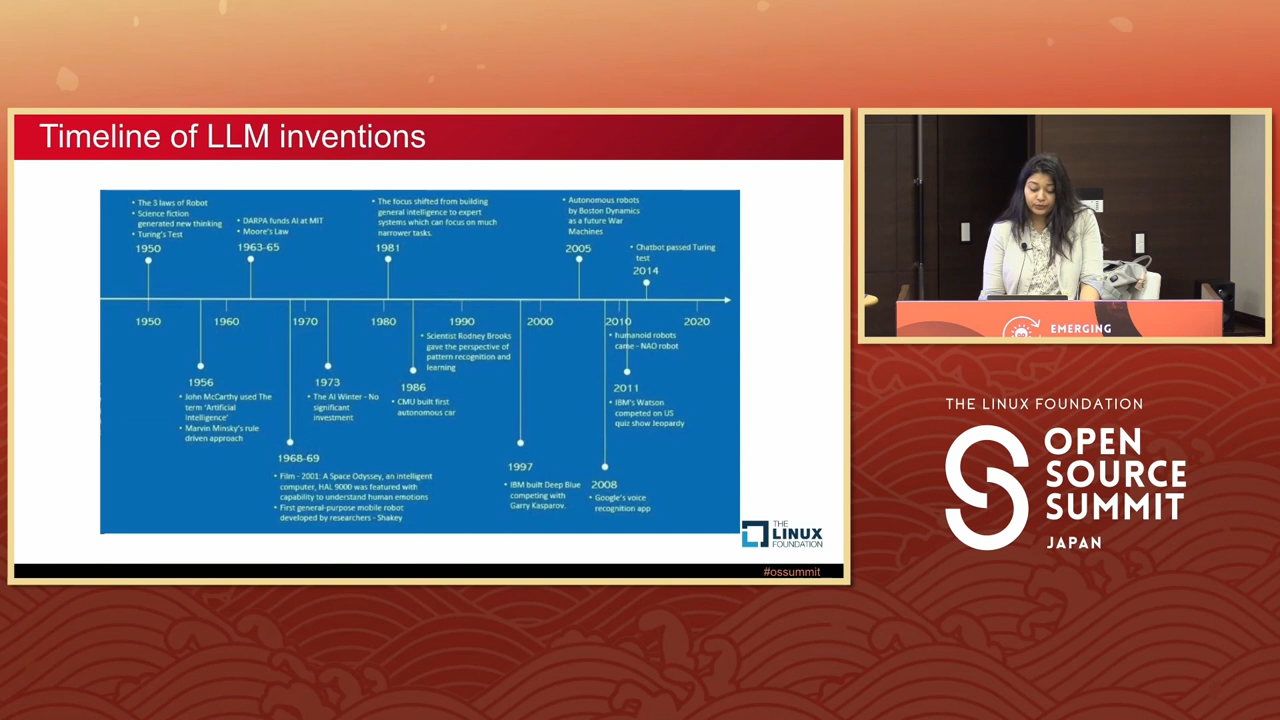 Timeline of LLM inventions
• The 3 laws of Robot
• Science fiction
generated new thinking
• Turing's Test
1950
• DARPA funds AI at MIT
• Moore's Law
1963-65
• The focus shifted from building
general intelligence to expert
systems which can focus on much
narrower tasks.
1981
• Autonomous robots
by Boston Dynamics
as a future War
Machines
2005
• Chatbot passed Turing
test
2014
1950 1960 1970 1980 1990 2000 2010 2020
1956
• John McCarthy used The
term 'Artificial
Intelligence'
• Marvin Minsky's rule
driven approach
1968-69
• Film - 2001: A Space Odyssey, an intelligent
computer, HAL 9000 was featured with
capability to understand human emotions
• First general-purpose mobile robot
developed by researchers - Shakey
1973
• The AI Winter - No
significant
investment
1986
• CMU built first
autonomous car
• Scientist Rodney Brooks
gave the perspective of
pattern recognition and
learning
1997
• IBM built Deep Blue
competing with
Garry Kasparov.
2008
• Google's voice
recognition app
• humanoid robots
came - NAO robot
2011
• IBM's Watson
competed on US
quiz show Jeopardy
THE
LINUX
FOUNDATION
#ossummit
EMERGING
THE LINUX FOUNDATION
OPEN
SOURCE
SUMMIT
JAPAN